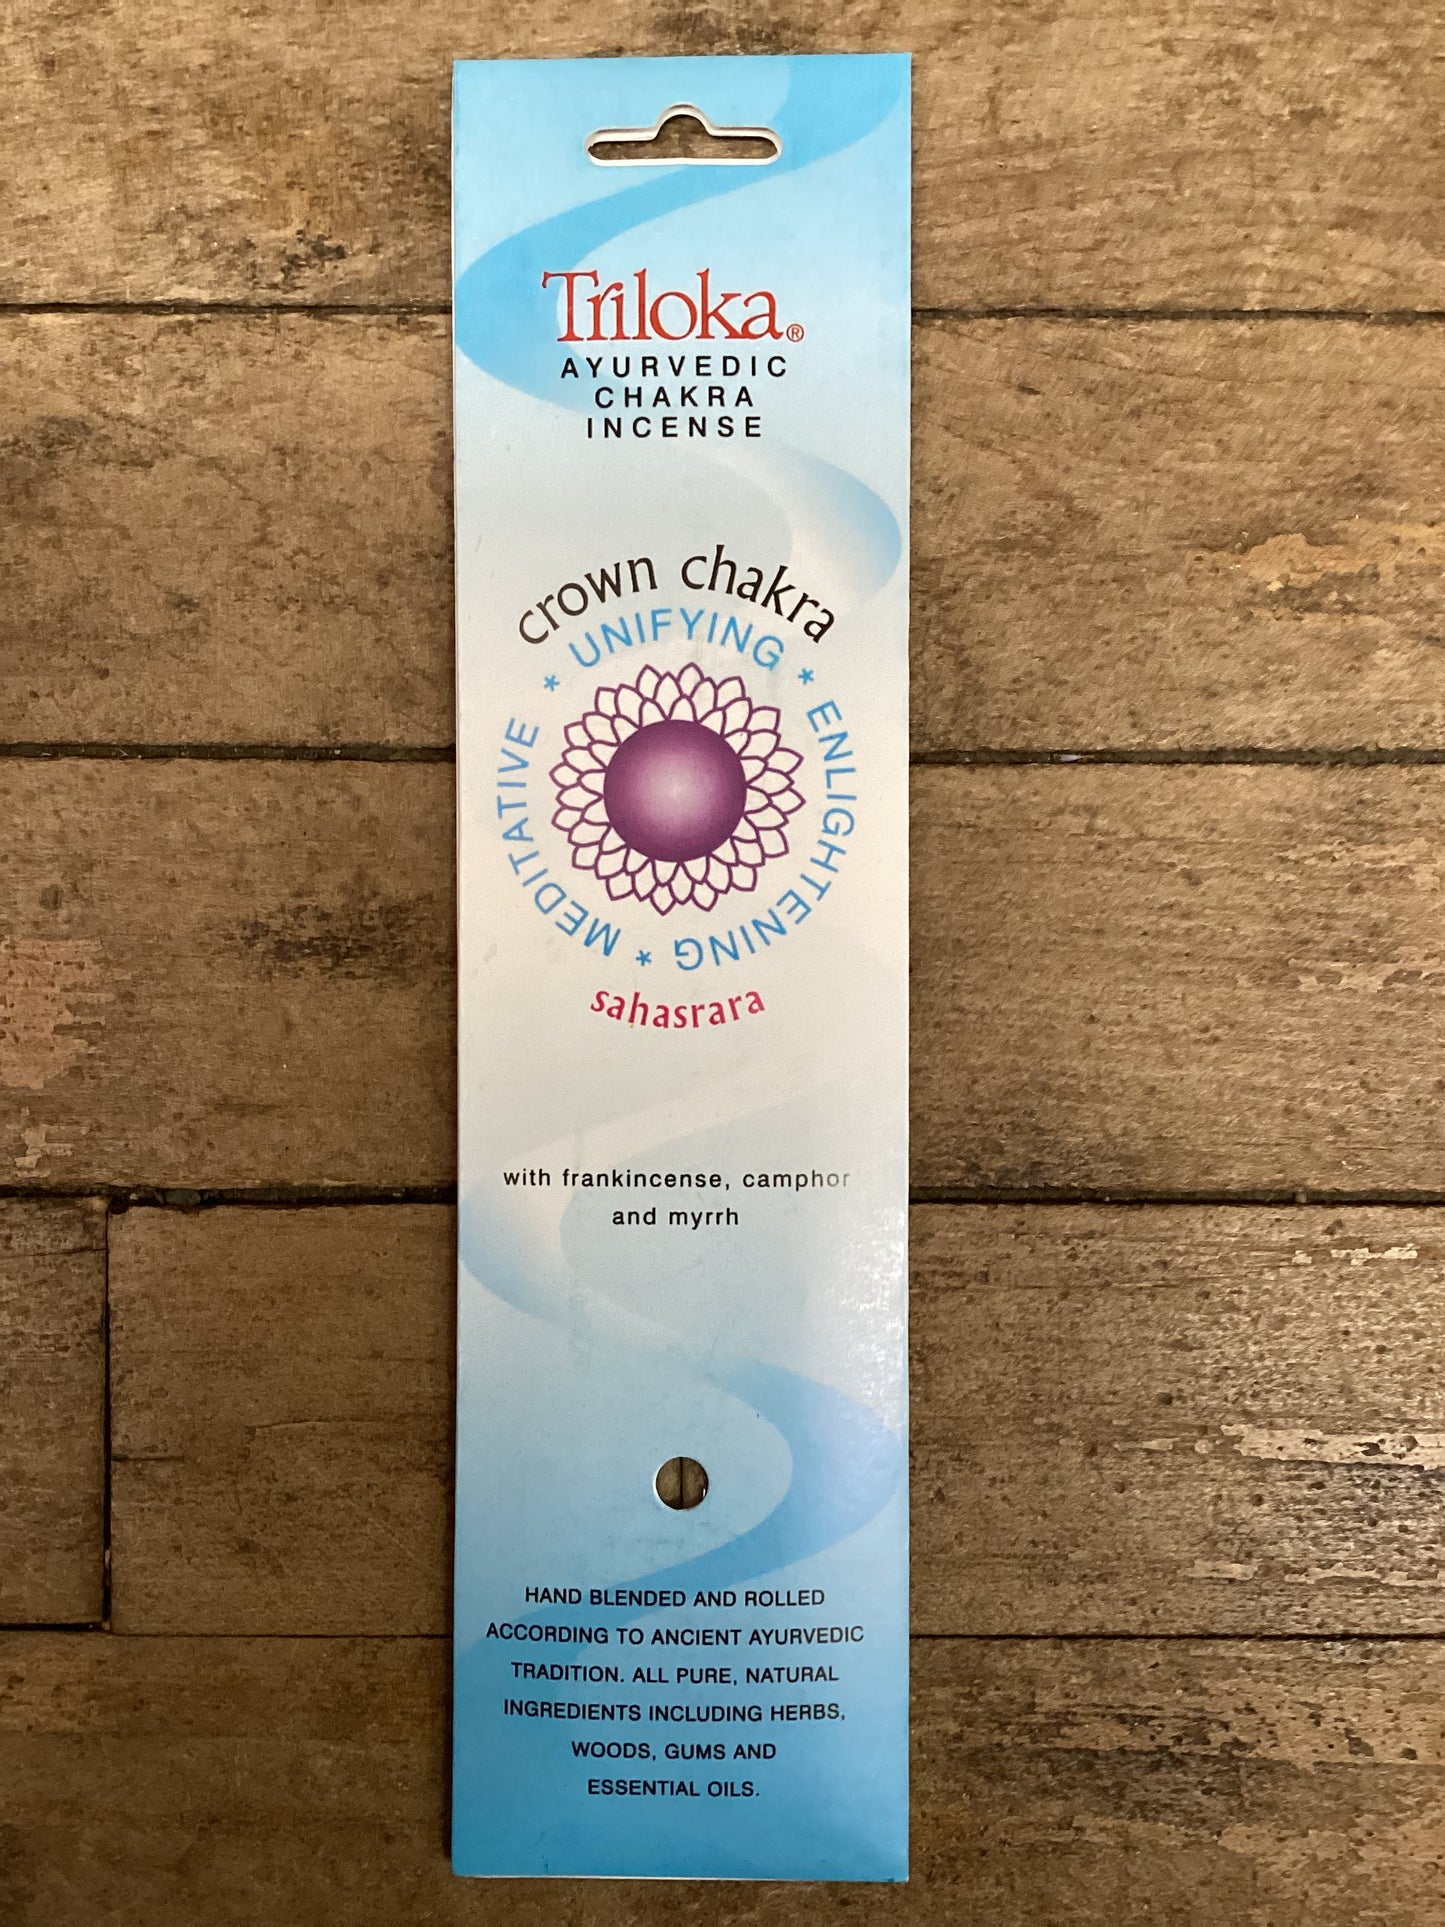 Triloka®
AYURVEDIC
CHAKRA
INCENSE
crown chakra
* UNIFYING * ENLIGHTENING * MEDITATIVE
sahasrara
with frankincense, camphor
and myrrh
HAND BLENDED AND ROLLED
ACCORDING TO ANCIENT AYURVEDIC
TRADITION. ALL PURE, NATURAL
INGREDIENTS INCLUDING HERBS,
WOODS, GUMS AND
ESSENTIAL OILS.